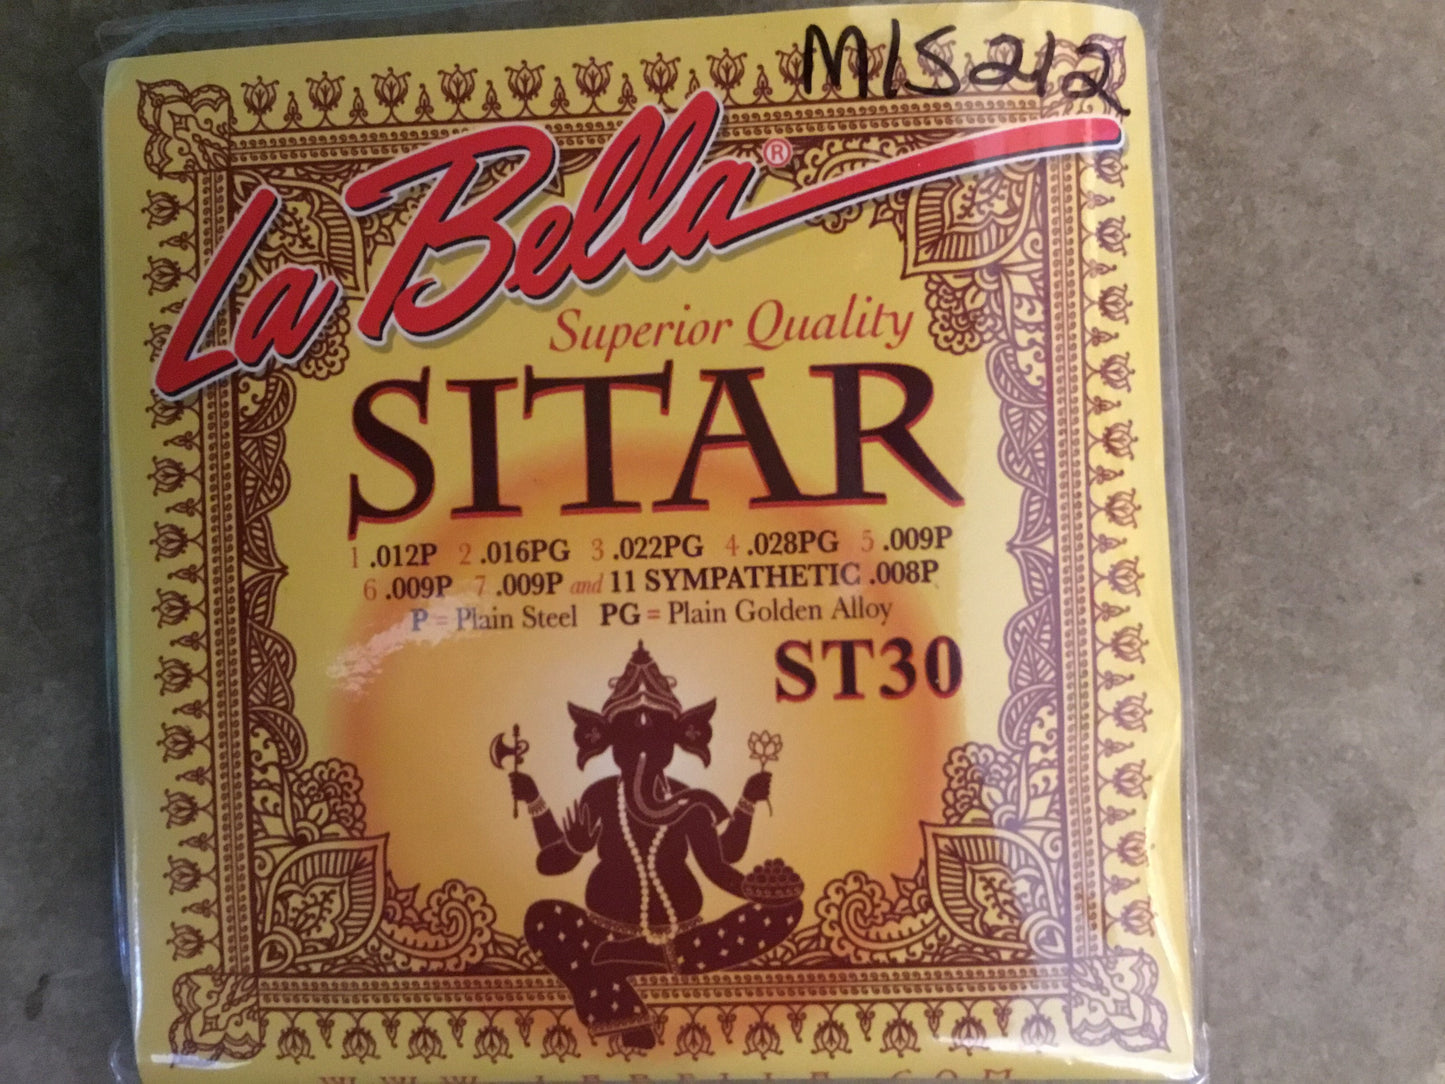 MIS212
La Bella®
Superior Quality
SITAR
1 .012P 2 .016PG 3 .022PG 4 .028PG 5 .009P
6 .009P 7 .009P and 11 SYMPATHETIC .008P
P = Plain Steel PG = Plain Golden Alloy
ST30